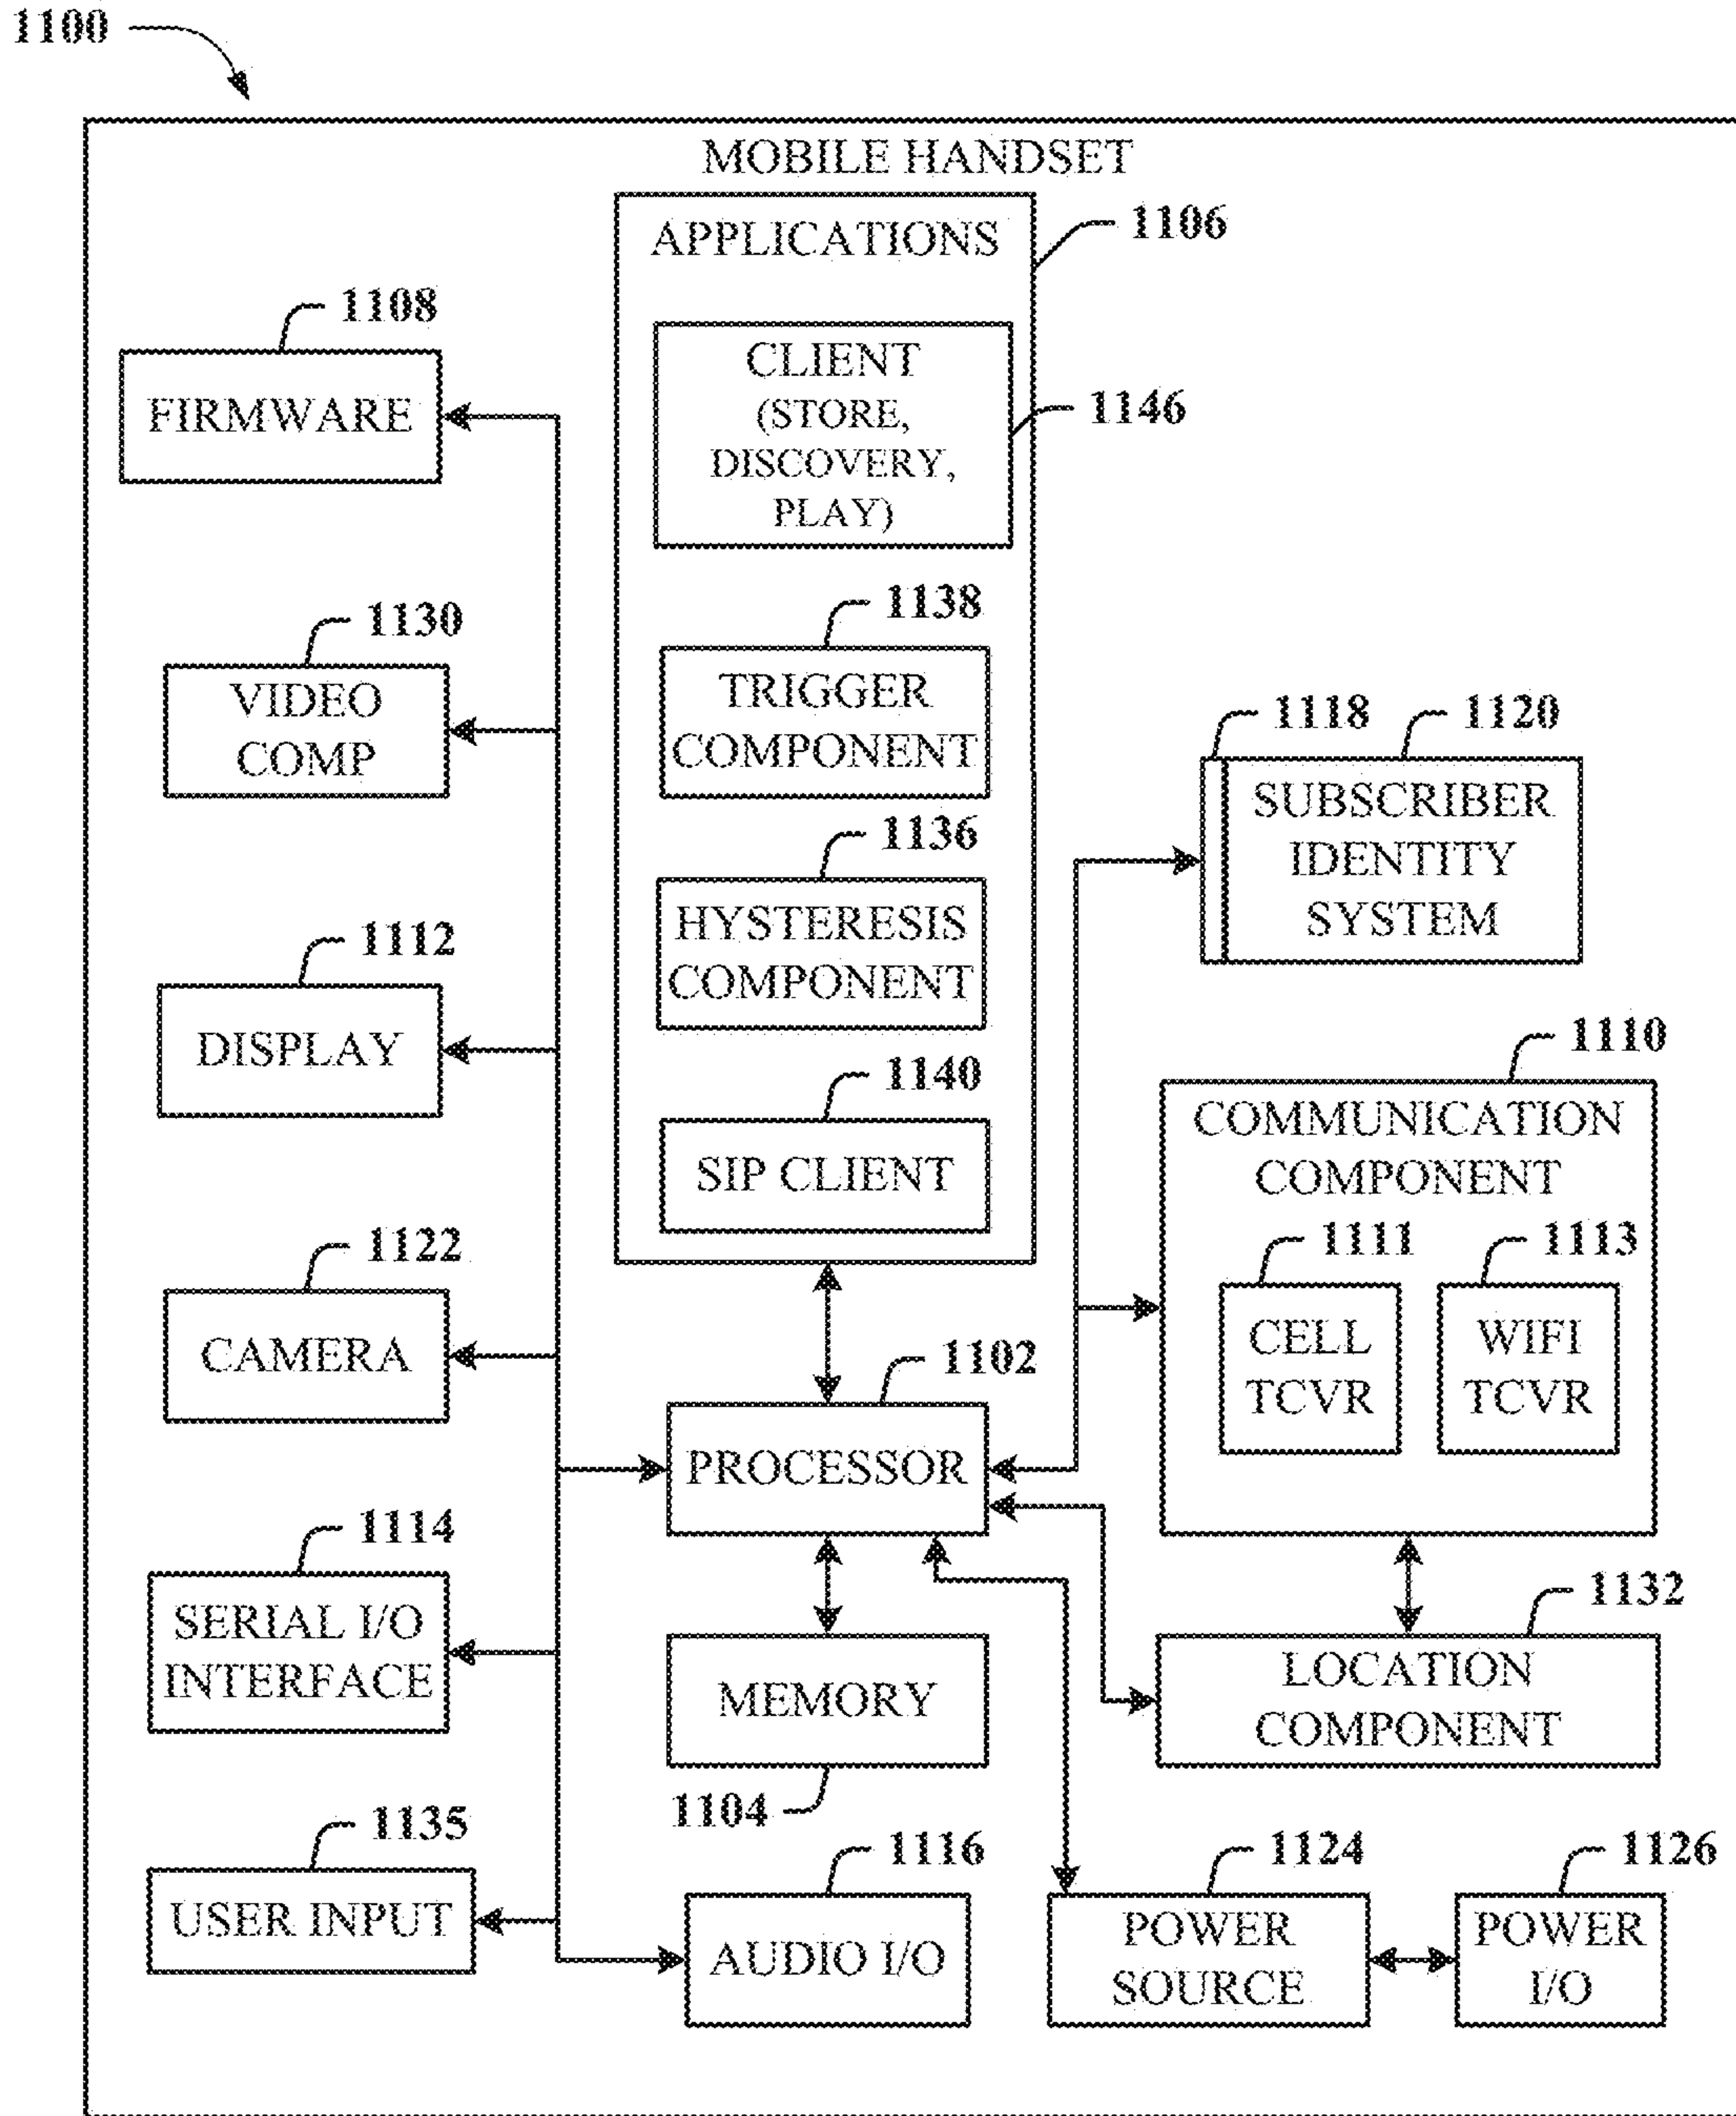 1100
MOBILE HANDSET
APPLICATIONS
1106
1108
FIRMWARE
CLIENT
(STORE,
DISCOVERY,
PLAY)
1146
1130
VIDEO
COMP
1138
TRIGGER
COMPONENT
1118
1120
SUBSCRIBER
IDENTITY
SYSTEM
1136
HYSTERESIS
COMPONENT
1112
DISPLAY
1140
SIP CLIENT
1110
COMMUNICATION
COMPONENT
1111
CELL
TCVR
1113
WIFI
TCVR
1122
CAMERA
1102
PROCESSOR
1114
SERIAL I/O
INTERFACE
MEMORY
1104
1132
LOCATION
COMPONENT
1135
USER INPUT
1116
AUDIO I/O
1124
POWER
SOURCE
1126
POWER
I/O